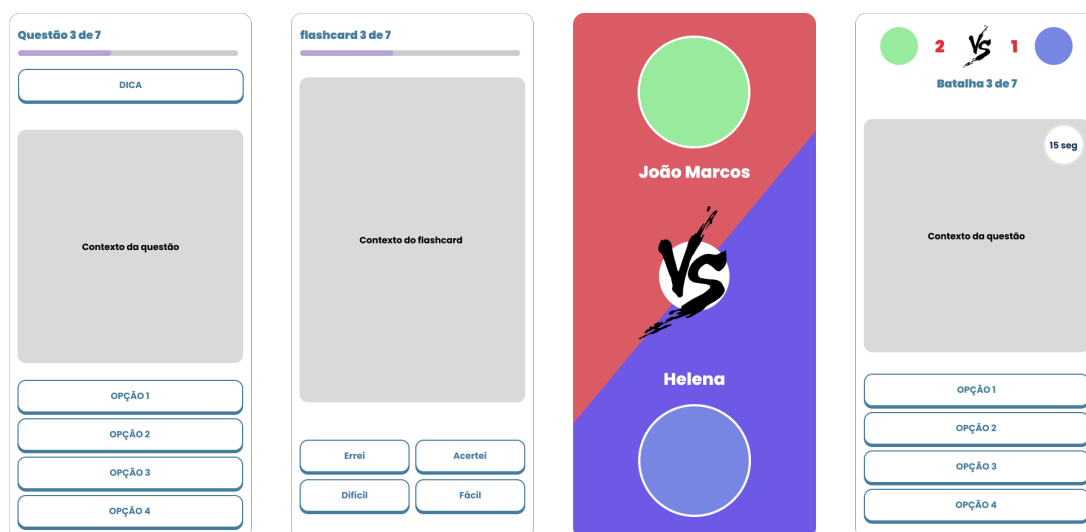 Questão 3 de 7
DICA
Contexto da questão
OPÇÃO 1
OPÇÃO 2
OPÇÃO 3
OPÇÃO 4
flashcard 3 de 7
Contexto do flashcard
Errei
Acertei
Difícil
Fácil
João Marcos
VS
Helena
2 VS 1
Batalha 3 de 7
15 seg
Contexto da questão
OPÇÃO 1
OPÇÃO 2
OPÇÃO 3
OPÇÃO 4